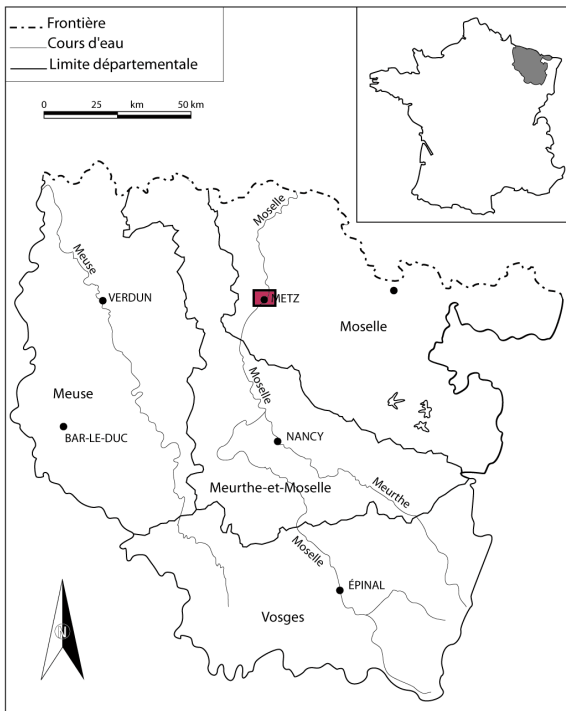 Frontière
Cours d'eau
Limite départementale
0 25 km 50 km
Moselle
Meuse
VERDUN
METZ
Moselle
Moselle
Meuse
BAR-LE-DUC
NANCY
Meurthe-et-Moselle
Meurthe
Moselle
ÉPINAL
Vosges
N